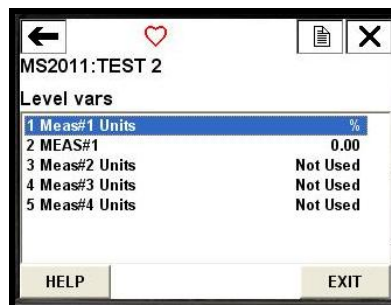 MS2011:TEST 2
Level vars
1 Meas#1 Units %
2 MEAS#1 0.00
3 Meas#2 Units Not Used
4 Meas#3 Units Not Used
5 Meas#4 Units Not Used
HELP EXIT